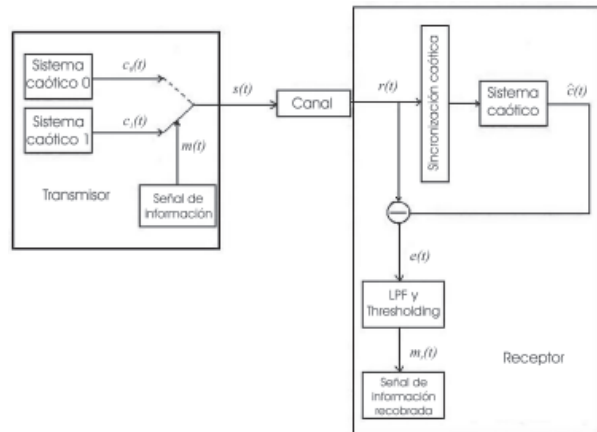 Sistema
caótico 0
c₀(t)
Sistema
caótico 1
c₁(t)
m(t)
Señal de
información
Transmisor
s(t)
Canal
r(t)
Sincronización caótica
Sistema
caótico
ĉ(t)
e(t)
LPF y
Thresholding
mᵣ(t)
Señal de
información
recobrada
Receptor